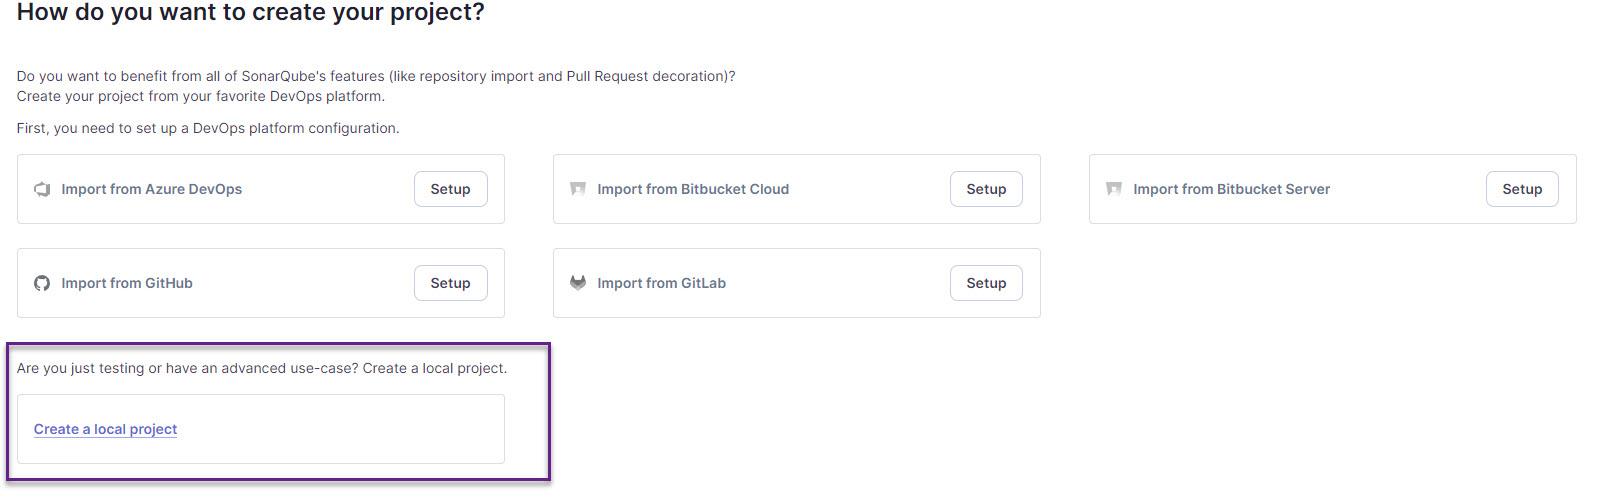 How do you want to create your project?
Do you want to benefit from all of SonarQube's features (like repository import and Pull Request decoration)?
Create your project from your favorite DevOps platform.
First, you need to set up a DevOps platform configuration.
Import from Azure DevOps Setup
Import from Bitbucket Cloud Setup
Import from Bitbucket Server Setup
Import from GitHub Setup
Import from GitLab Setup
Are you just testing or have an advanced use-case? Create a local project.
Create a local project